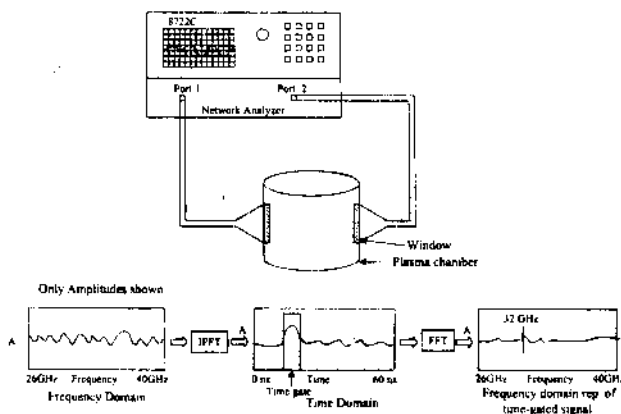 8722C
Port 1
Port 2
Network Analyzer
Window
Plasma chamber
Only Amplitudes shown
A
IFFT
A
FFT
A
32 GHz
26GHz Frequency 40GHz
Frequency Domain
0 ns Time 60 ns
Time gate
Time Domain
26GHz Frequency 40GHz
Frequency domain rep. of
time-gated signal